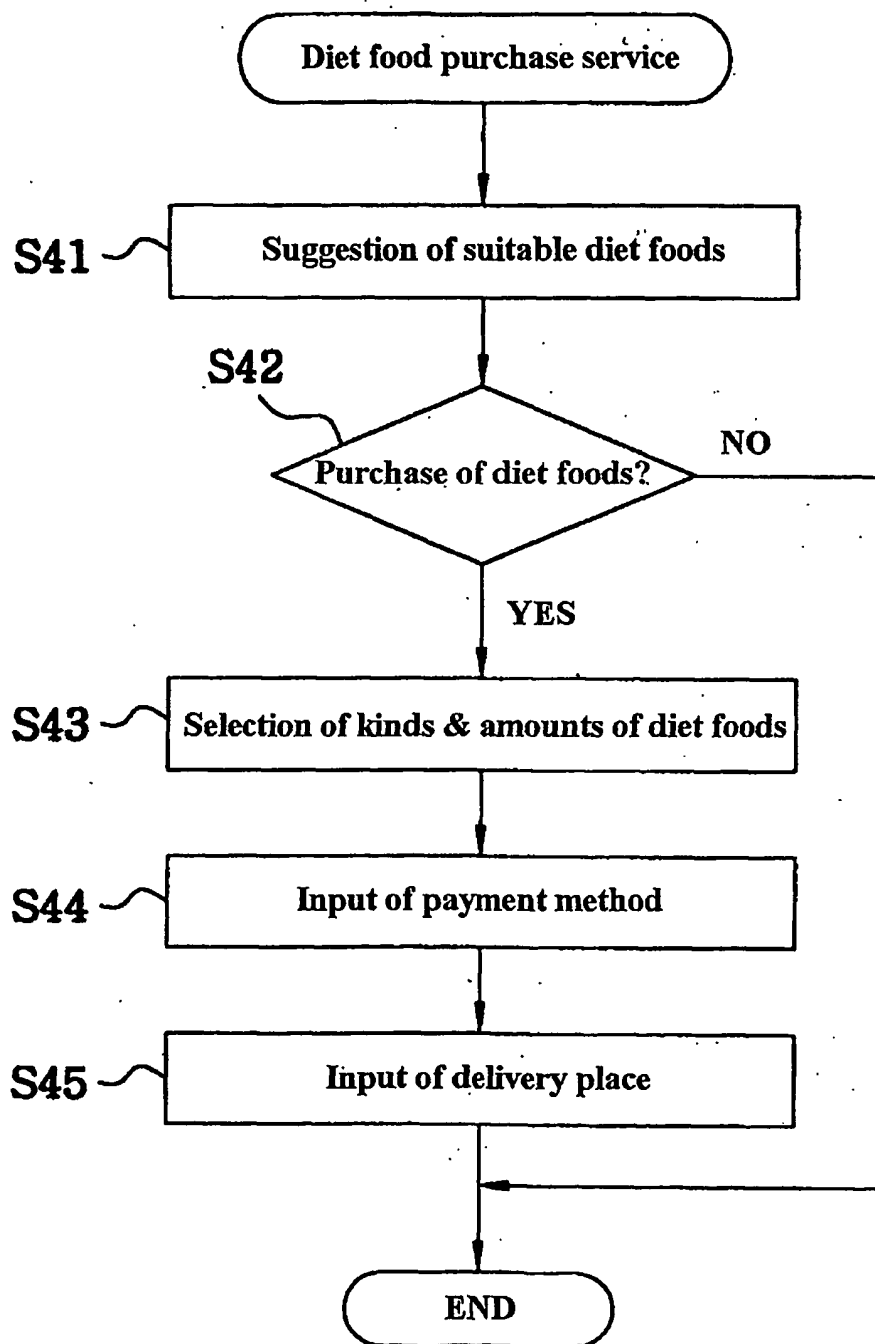 Diet food purchase service
S41
Suggestion of suitable diet foods
S42
Purchase of diet foods?
NO
YES
S43
Selection of kinds & amounts of diet foods
S44
Input of payment method
S45
Input of delivery place
END